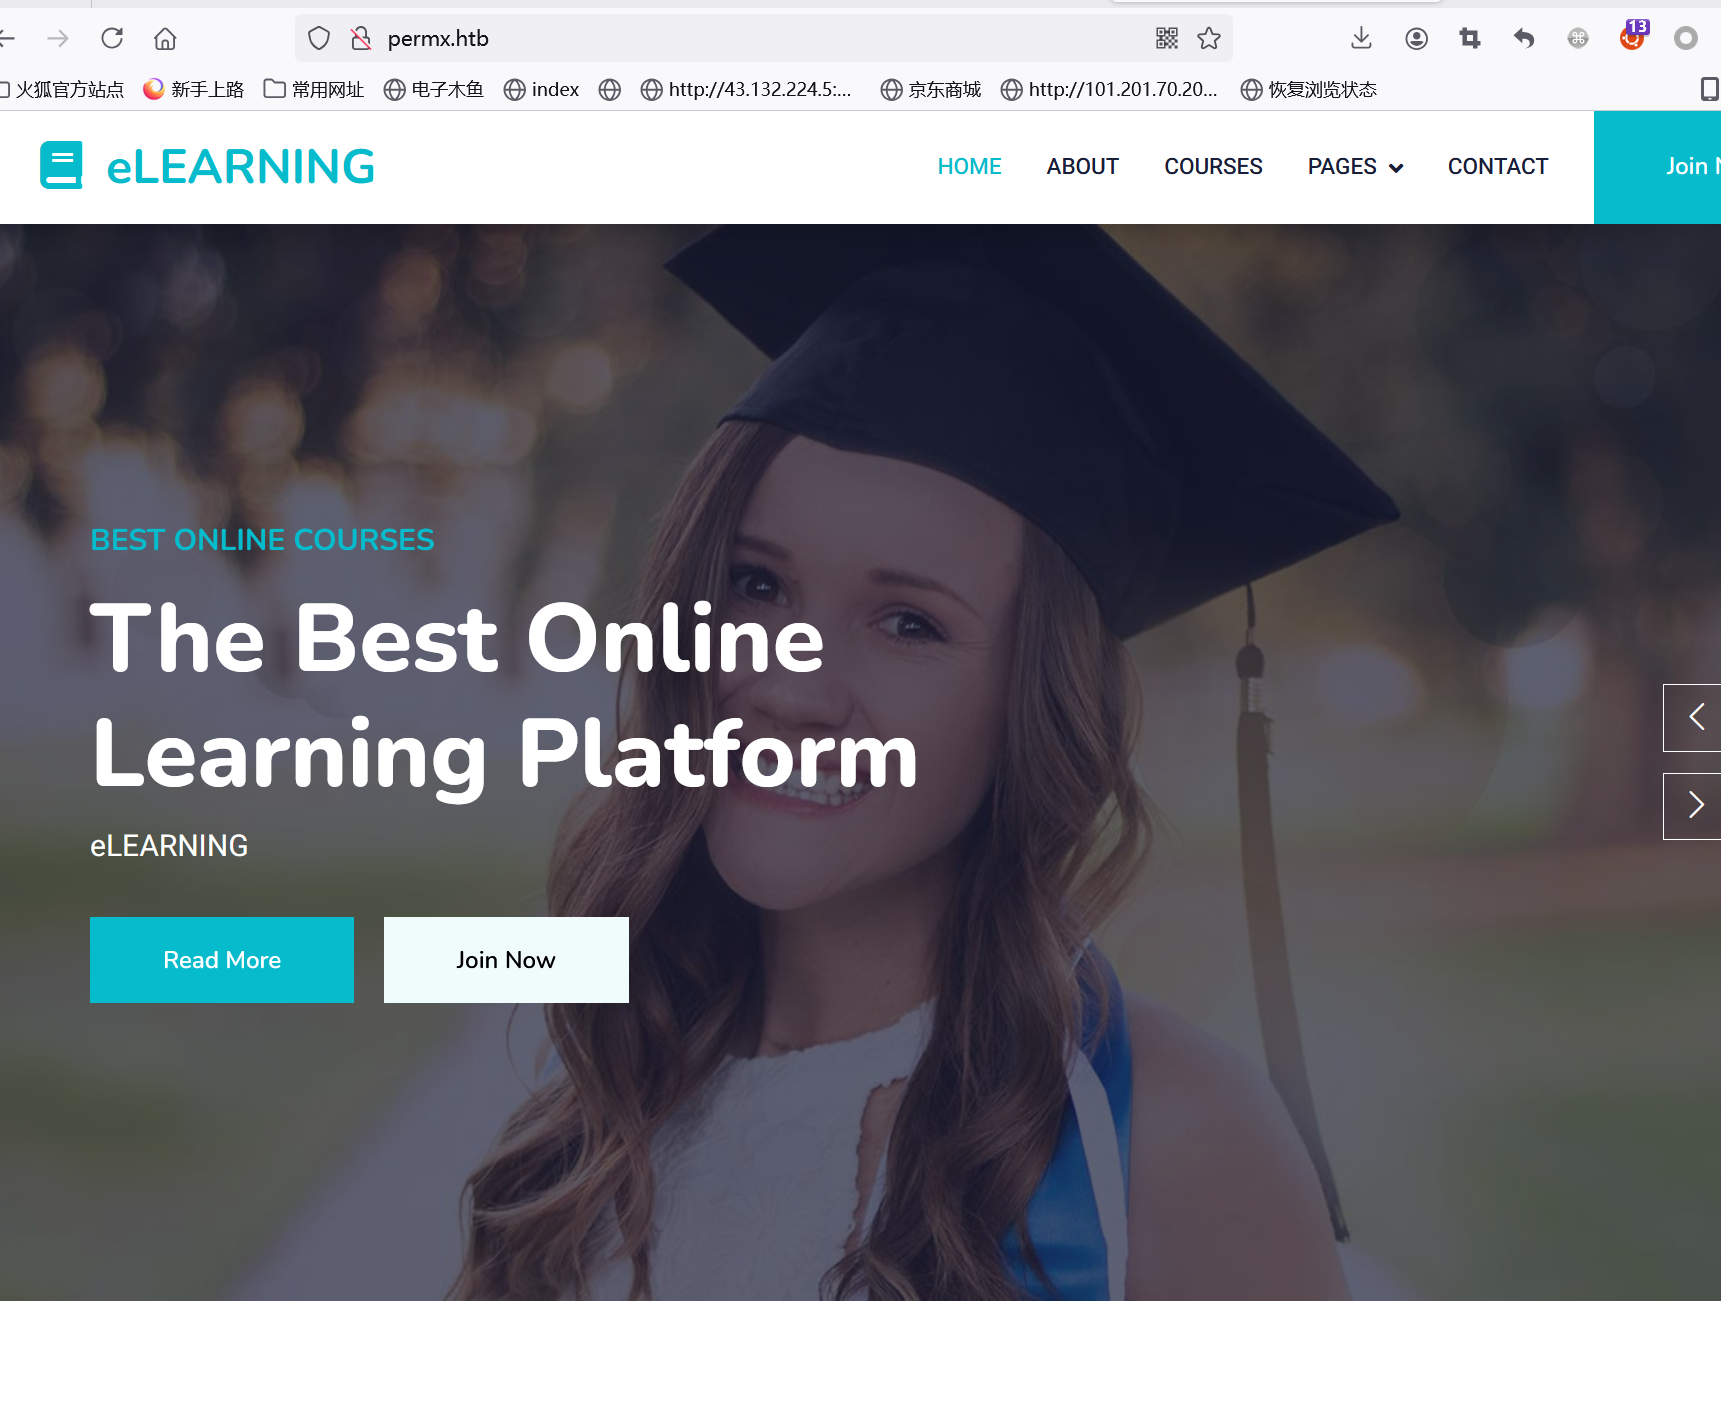 13
permx.htb
火狐官方站点 新手上路 常用网址 电子木鱼 index http://43.132.224.5:... 京东商城 http://101.201.70.20... 恢复浏览状态
eLEARNING HOME ABOUT COURSES PAGES CONTACT Join
BEST ONLINE COURSES
The Best Online
Learning Platform
eLEARNING
Read More Join Now